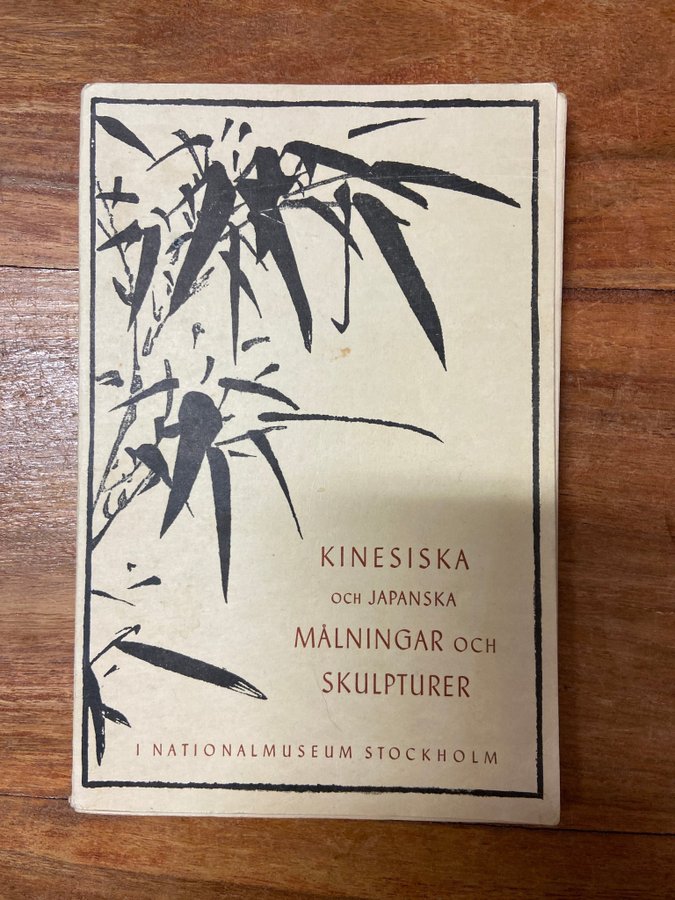 KINESISKA
OCH JAPANSKA
MÅLNINGAR OCH
SKULPTURER
I NATIONALMUSEUM STOCKHOLM